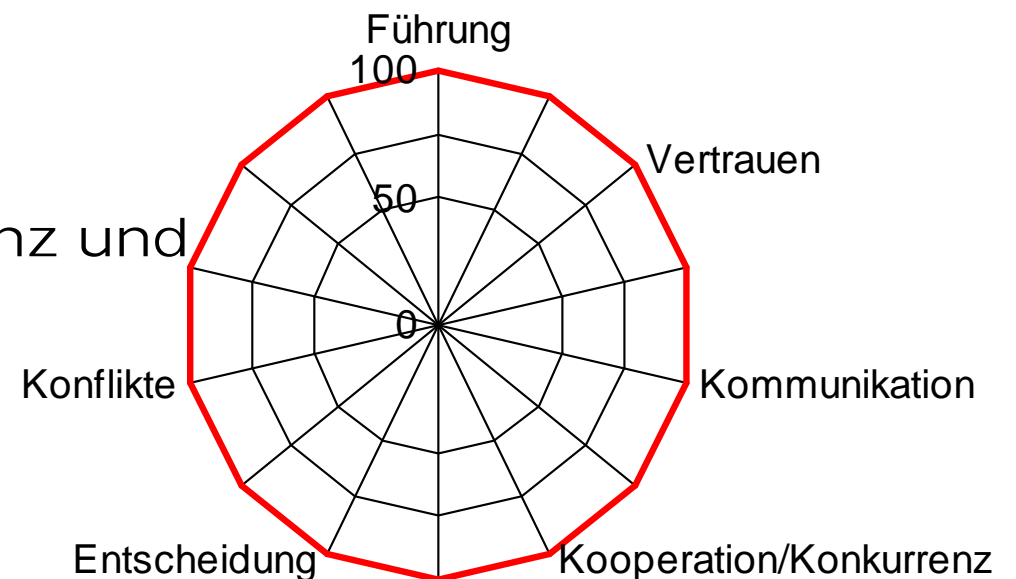 Führung
100
Vertrauen
50
nz und
0
Konflikte
Kommunikation
Entscheidung
Kooperation/Konkurrenz